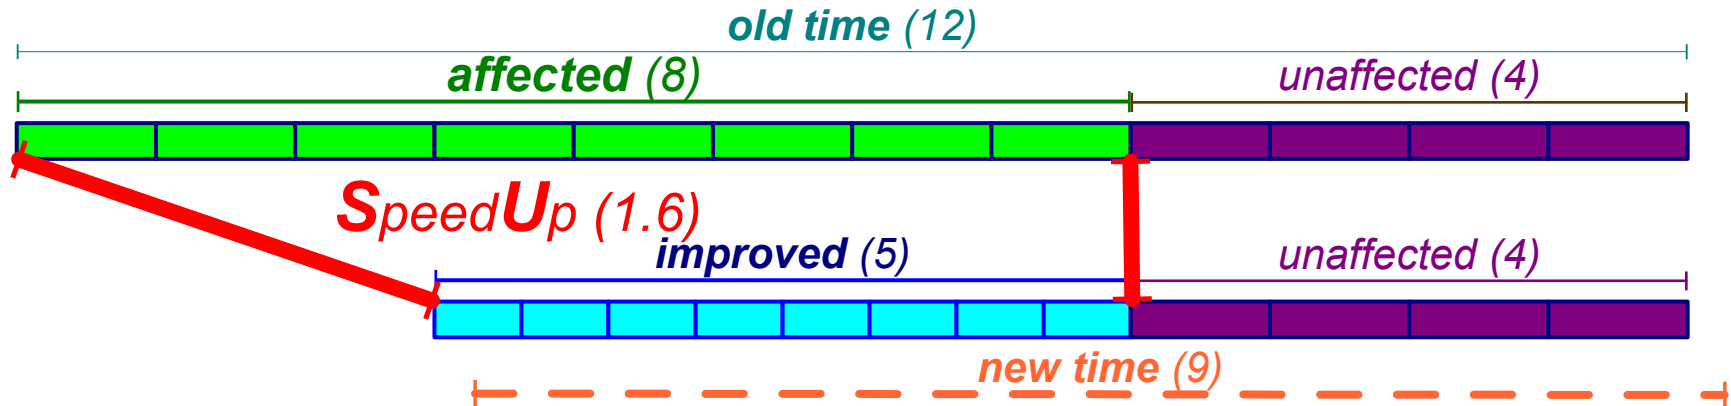 old time (12)
affected (8) unaffected (4)
SpeedUp (1.6)
improved (5) unaffected (4)
new time (9)